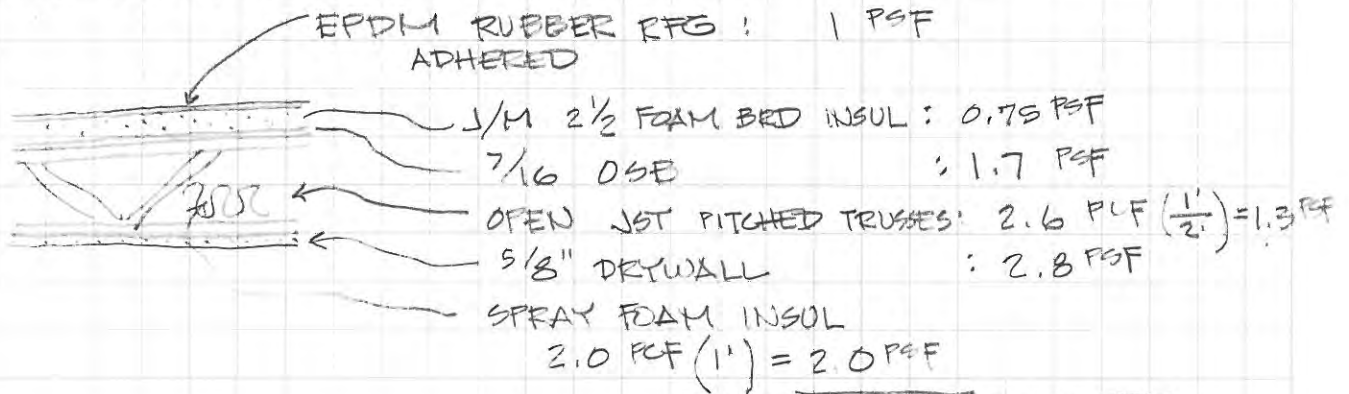 EPDM RUBBER RFG : 1 PSF
ADHERED
J/M 2 1/2 FOAM BRD INSUL : 0.75 PSF
7/16 OSB : 1.7 PSF
OPEN JST PITCHED TRUSSES: 2.6 PLF (1'/2') = 1.3 PSF
5/8" DRYWALL : 2.8 PSF
SPRAY FOAM INSUL
2.0 PCF (1') = 2.0 PSF